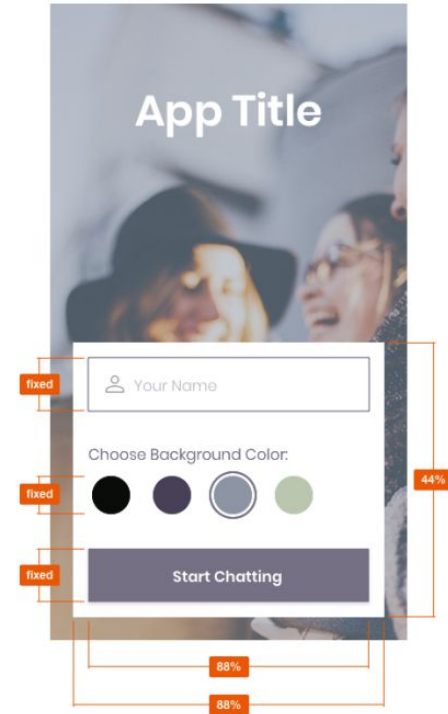 App Title
fixed
Your Name
Choose Background Color:
fixed
44%
fixed
Start Chatting
88%
88%